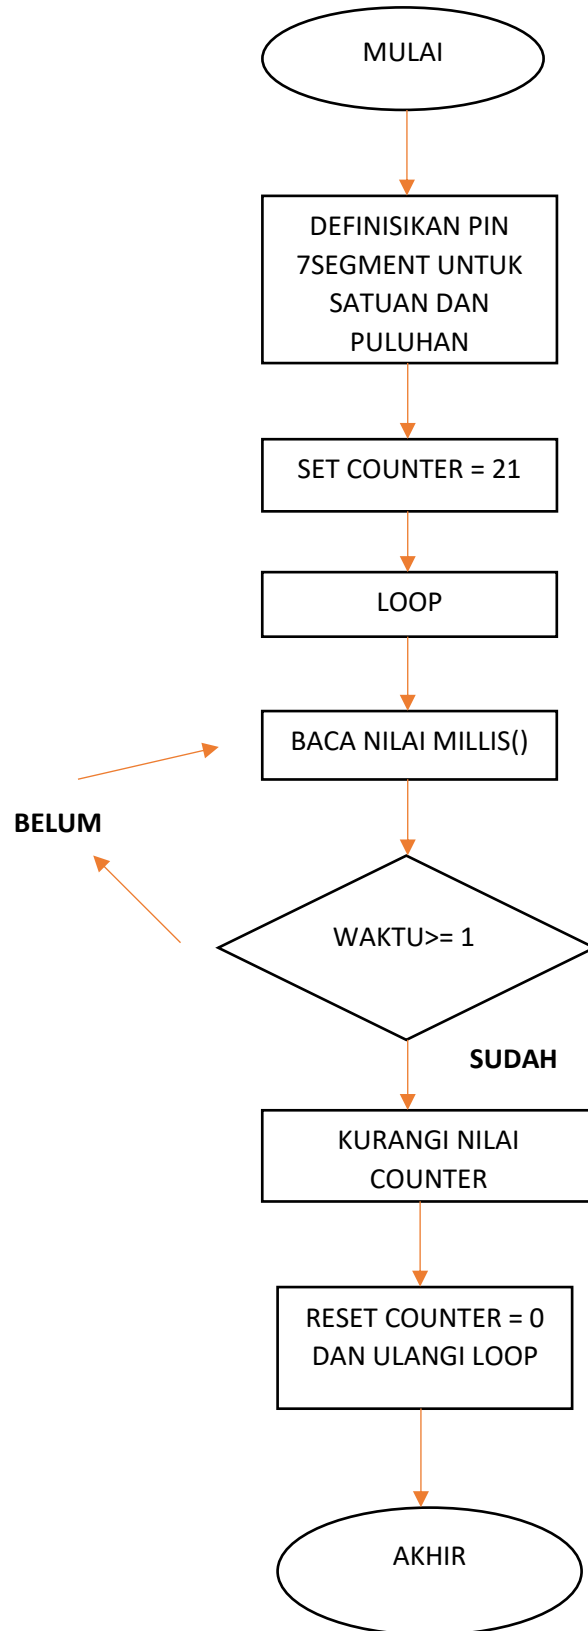 MULAI
DEFINISIKAN PIN
7SEGMENT UNTUK
SATUAN DAN
PULUHAN
SET COUNTER = 21
LOOP
BACA NILAI MILLIS()
BELUM
WAKTU>= 1
SUDAH
KURANGI NILAI
COUNTER
RESET COUNTER = 0
DAN ULANGI LOOP
AKHIR